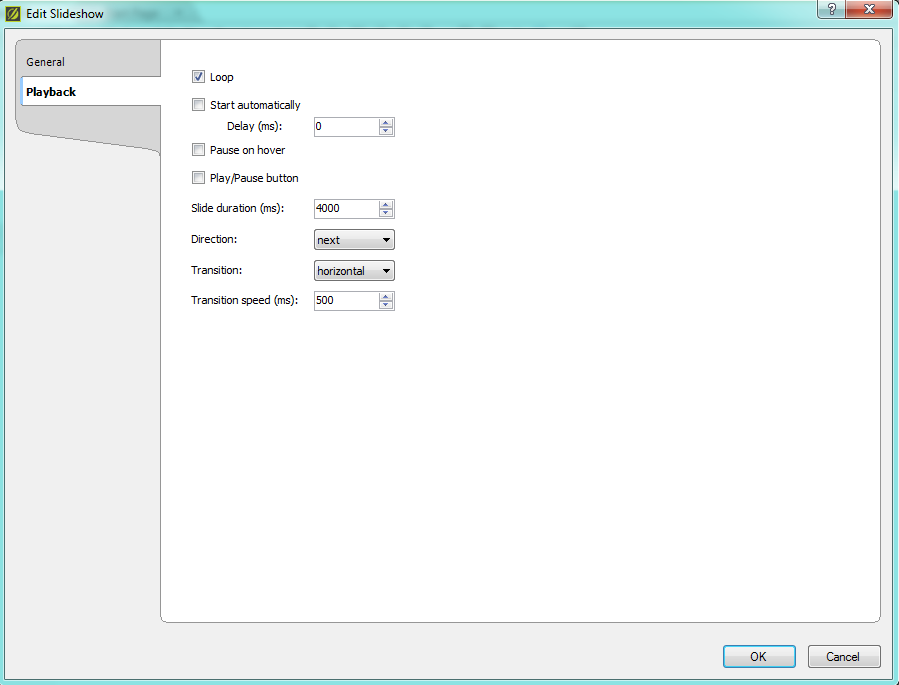 Edit Slideshow
?
General
Playback
Loop
Start automatically
Delay (ms): 0
Pause on hover
Play/Pause button
Slide duration (ms): 4000
Direction: next
Transition: horizontal
Transition speed (ms): 500
OK Cancel